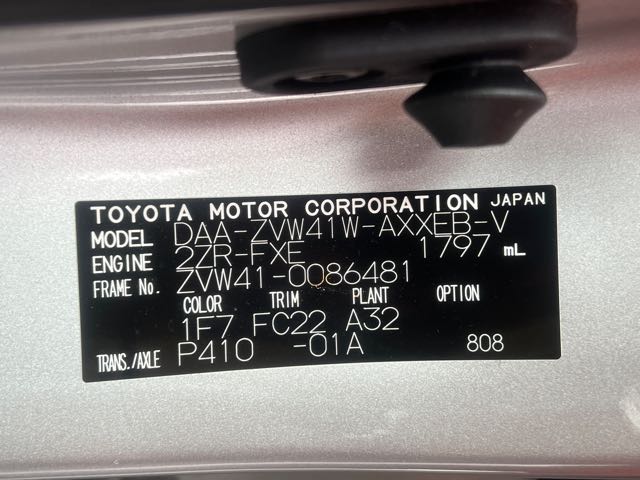 TOYOTA MOTOR CORPORATION JAPAN
MODEL DAA-ZVW41W-AXXEB-V
ENGINE 2ZR-FXE 1797 mL
FRAME No. ZVW41-0086481
COLOR TRIM PLANT OPTION
1F7 FC22 A32
TRANS./AXLE P410 -01A 808